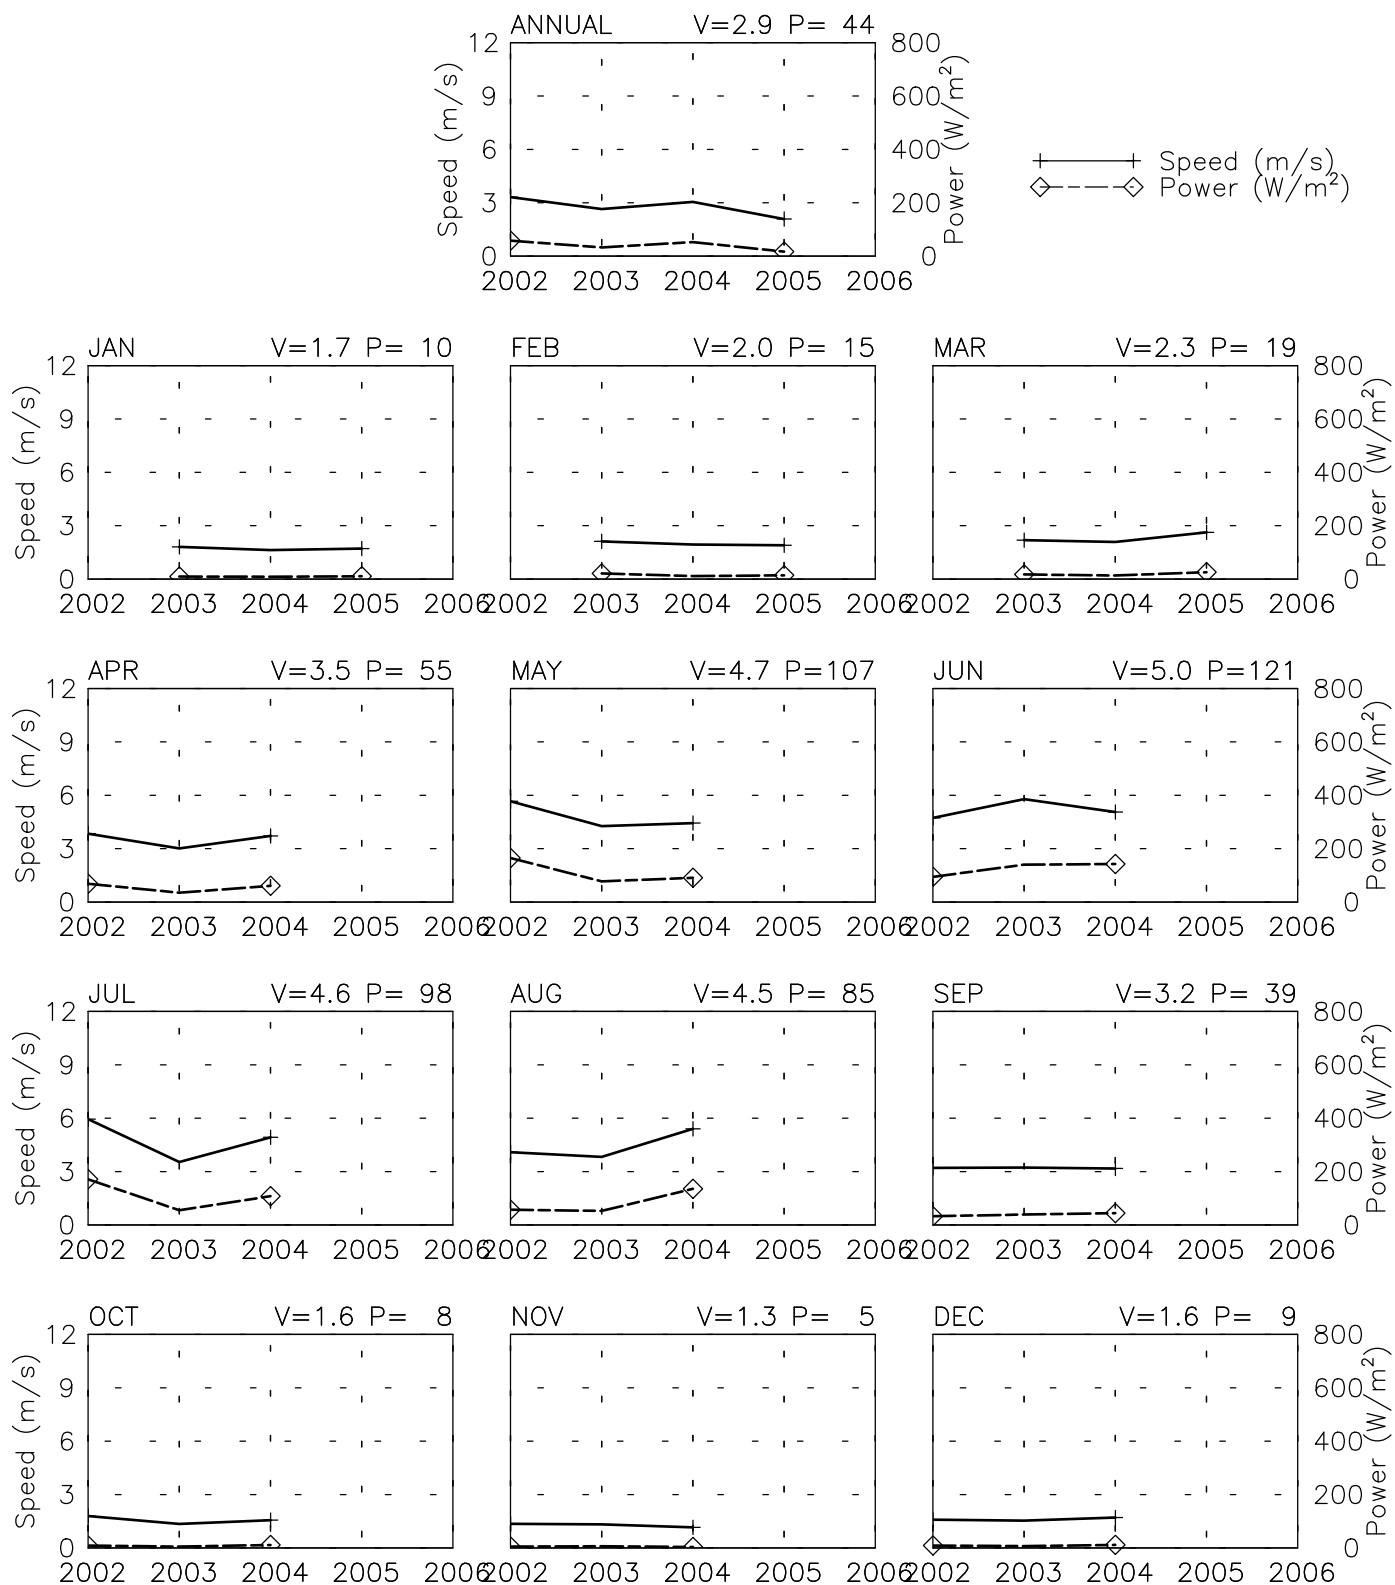 ANNUAL V=2.9 P= 44
12 800
9 600
6 400
3 200
0 0
2002 2003 2004 2005 2006
Speed (m/s)
Power (W/m²)
Speed (m/s)
Power (W/m²)
JAN V=1.7 P= 10 FEB V=2.0 P= 15 MAR V=2.3 P= 19
12 800
9 600
6 400
3 200
0 0
Speed (m/s)
Power (W/m²)
2002 2003 2004 2005 2006 2002 2003 2004 2005 2006 2002 2003 2004 2005 2006
APR V=3.5 P= 55 MAY V=4.7 P=107 JUN V=5.0 P=121
12 800
9 600
6 400
3 200
0 0
Speed (m/s)
Power (W/m²)
2002 2003 2004 2005 2006 2002 2003 2004 2005 2006 2002 2003 2004 2005 2006
JUL V=4.6 P= 98 AUG V=4.5 P= 85 SEP V=3.2 P= 39
12 800
9 600
6 400
3 200
0 0
Speed (m/s)
Power (W/m²)
2002 2003 2004 2005 2006 2002 2003 2004 2005 2006 2002 2003 2004 2005 2006
OCT V=1.6 P= 8 NOV V=1.3 P= 5 DEC V=1.6 P= 9
12 800
9 600
6 400
3 200
0 0
Speed (m/s)
Power (W/m²)
2002 2003 2004 2005 2006 2002 2003 2004 2005 2006 2002 2003 2004 2005 2006